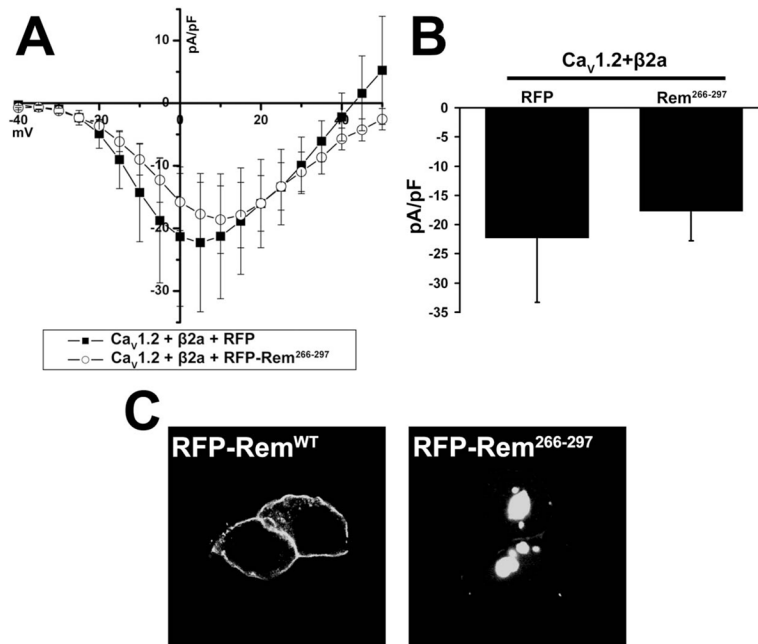 A
pA/pF
10
0
-40
mV
-20
0
20
40
-10
-20
-30
Caᵥ1.2 + β2a + RFP
Caᵥ1.2 + β2a + RFP-Rem²⁶⁶⁻²⁹⁷
B
Caᵥ1.2+β2a
RFP
Rem²⁶⁶⁻²⁹⁷
pA/pF
0
-5
-10
-15
-20
-25
-30
-35
C
RFP-Remᵂᵀ
RFP-Rem²⁶⁶⁻²⁹⁷